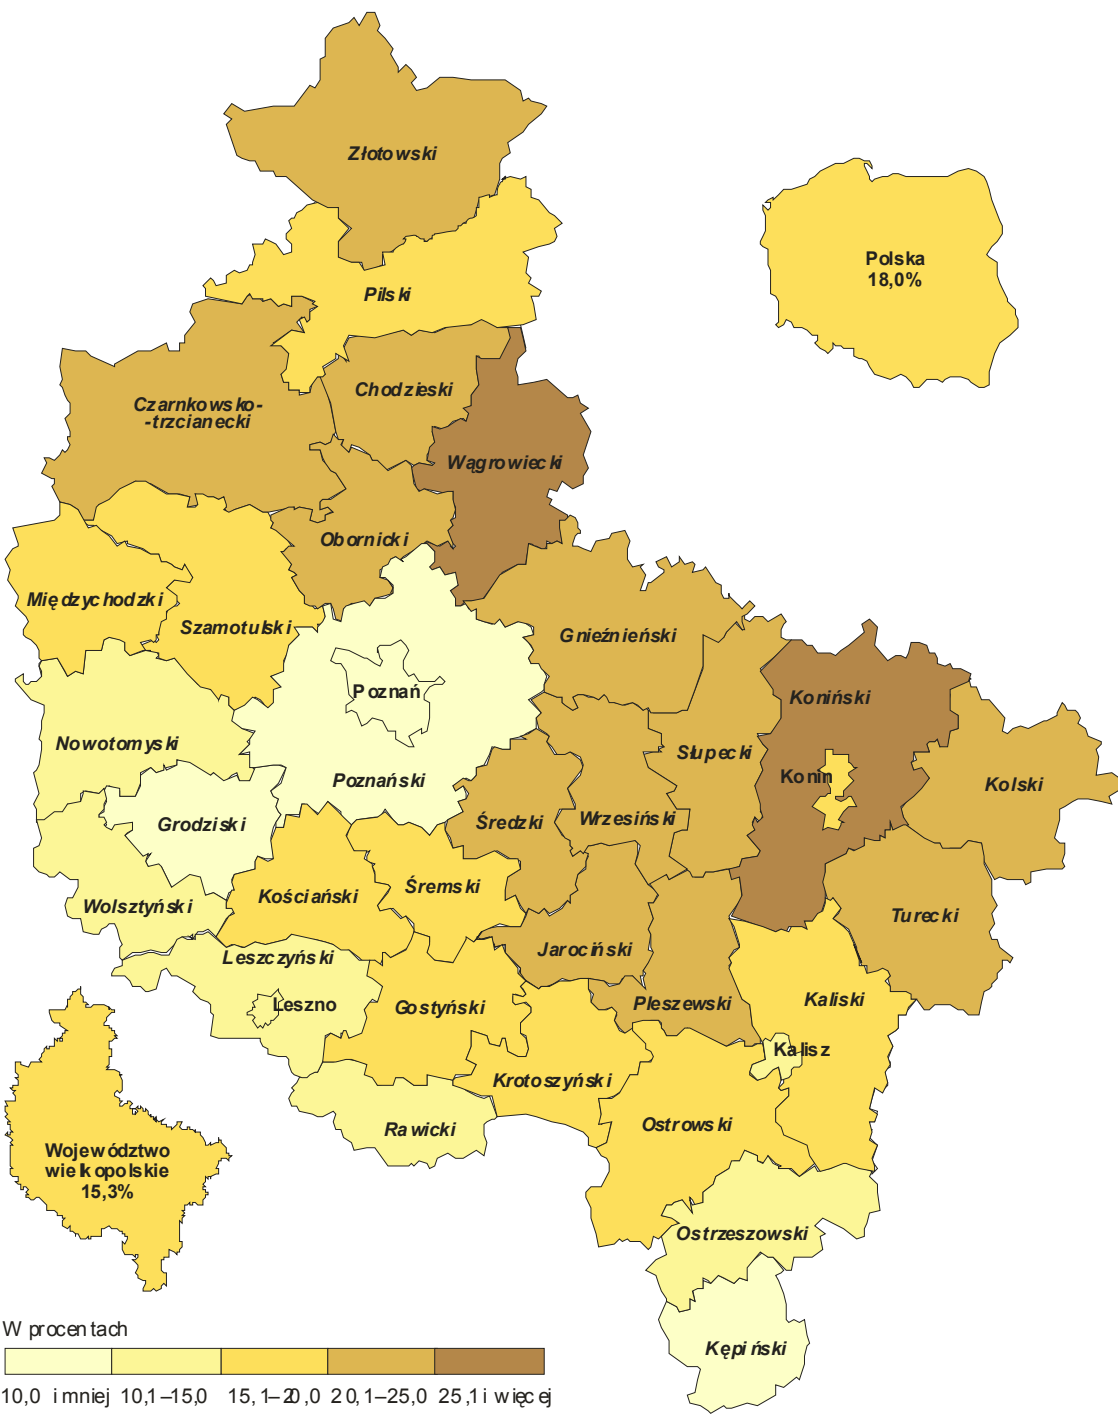 Złotowski
Polska
18,0%
Pilski
Chodzieski
Czarnkowsko-
-trzcianecki
Wągrowiecki
Obornicki
Międzychodzki
Szamotulski
Gnieźnieński
Poznań
Koniński
Nowotomyski
Słupecki
Poznański
Konin
Kolski
Grodziski
Średzki
Wrzesiński
Kościański
Śremski
Wolsztyński
Turecki
Jarociński
Leszczyński
Leszno
Gostyński
Pleszewski
Kaliski
Kalisz
Krotoszyński
Rawicki
Ostrowski
Województwo
wielkopolskie
15,3%
Ostrzeszowski
Kępiński
W procentach
10,0 i mniej 10,1–15,0 15,1–20,0 20,1–25,0 25,1 i więcej